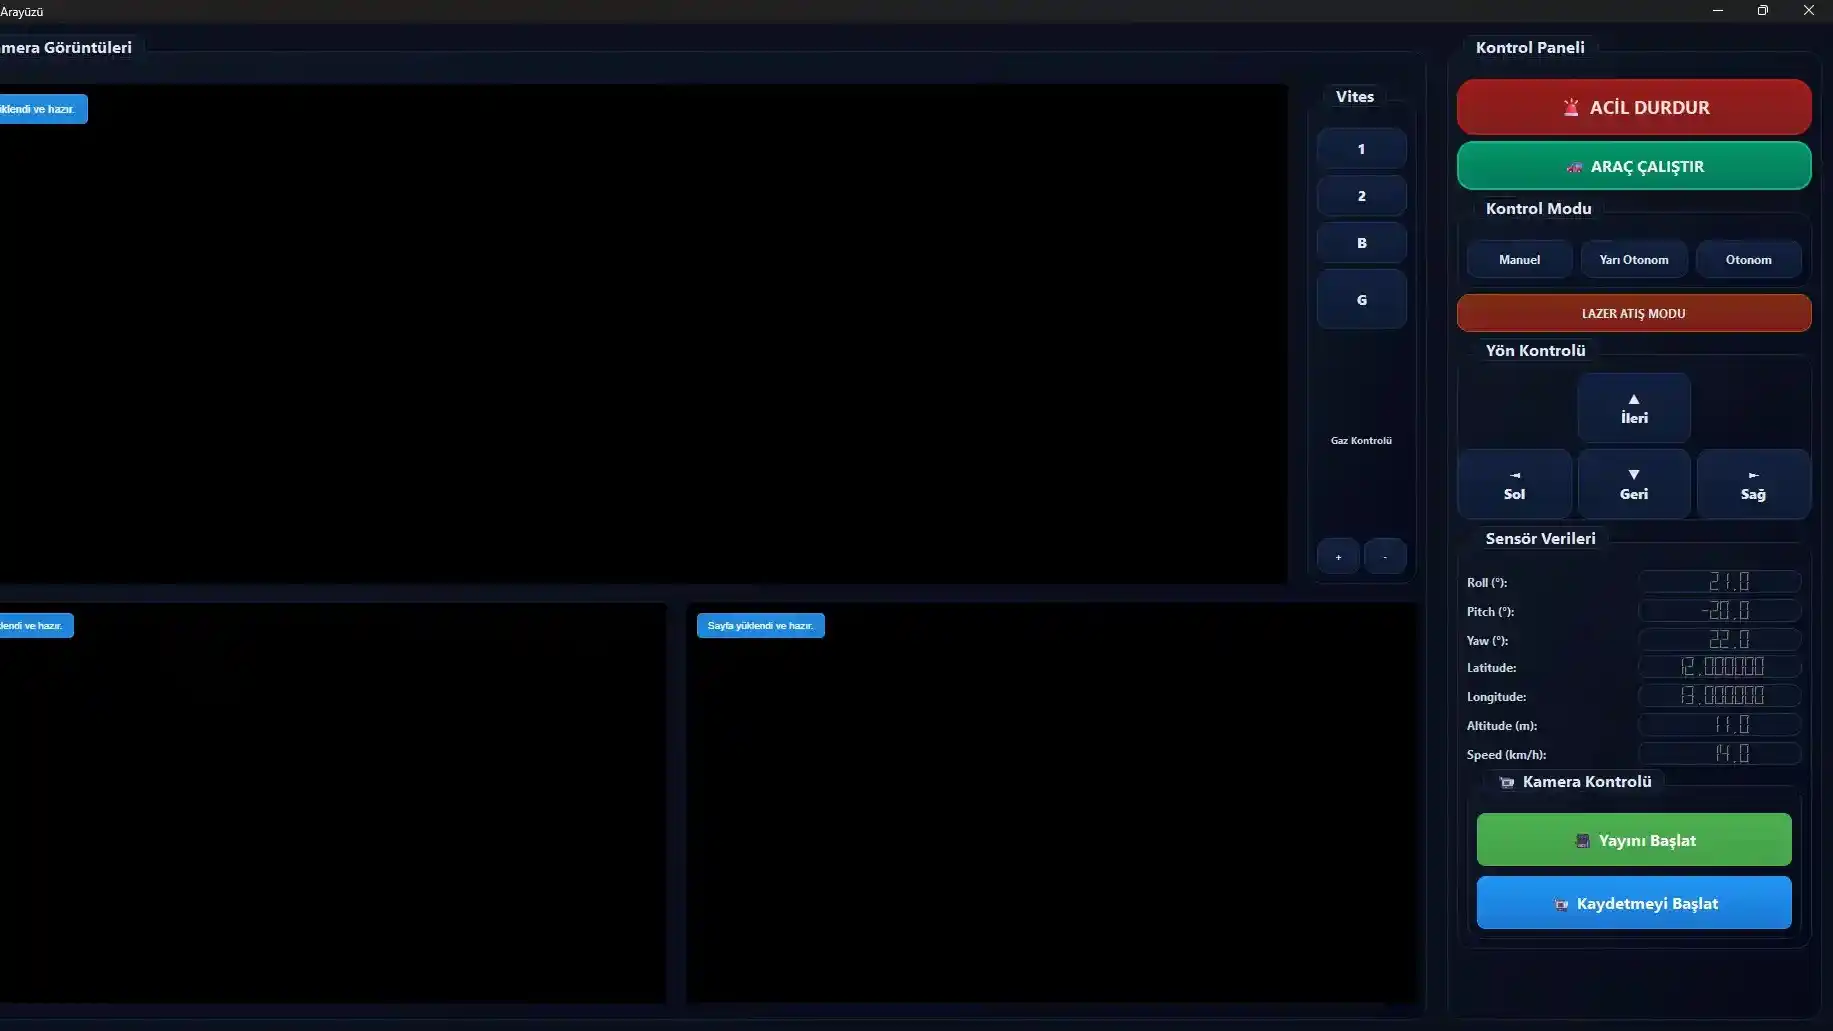 Arayüzü
mera Görüntüleri
klendi ve hazır.
Vites
1
2
B
G
Gaz Kontrolü
+
-
lendi ve hazır.
Sayfa yüklendi ve hazır.
Kontrol Paneli
ACİL DURDUR
ARAÇ ÇALIŞTIR
Kontrol Modu
Manuel
Yarı Otonom
Otonom
LAZER ATIŞ MODU
Yön Kontrolü
▲
İleri
◄
Sol
▼
Geri
►
Sağ
Sensör Verileri
Roll (°): 21.0
Pitch (°): -20.0
Yaw (°): 22.0
Latitude: 12.000000
Longitude: 13.000000
Altitude (m): 11.0
Speed (km/h): 14.0
Kamera Kontrolü
Yayını Başlat
Kaydetmeyi Başlat